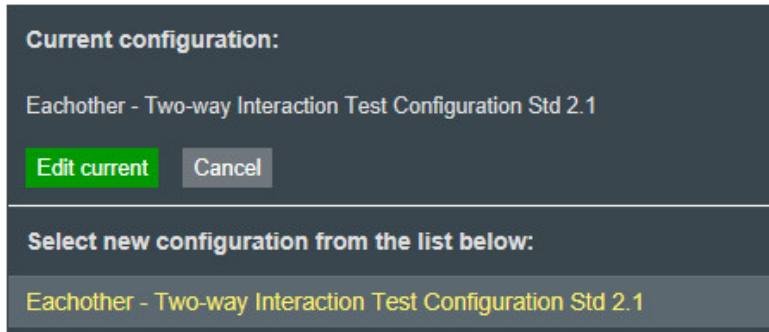 Current configuration:
Eachother - Two-way Interaction Test Configuration Std 2.1
Edit current Cancel
Select new configuration from the list below:
Eachother - Two-way Interaction Test Configuration Std 2.1